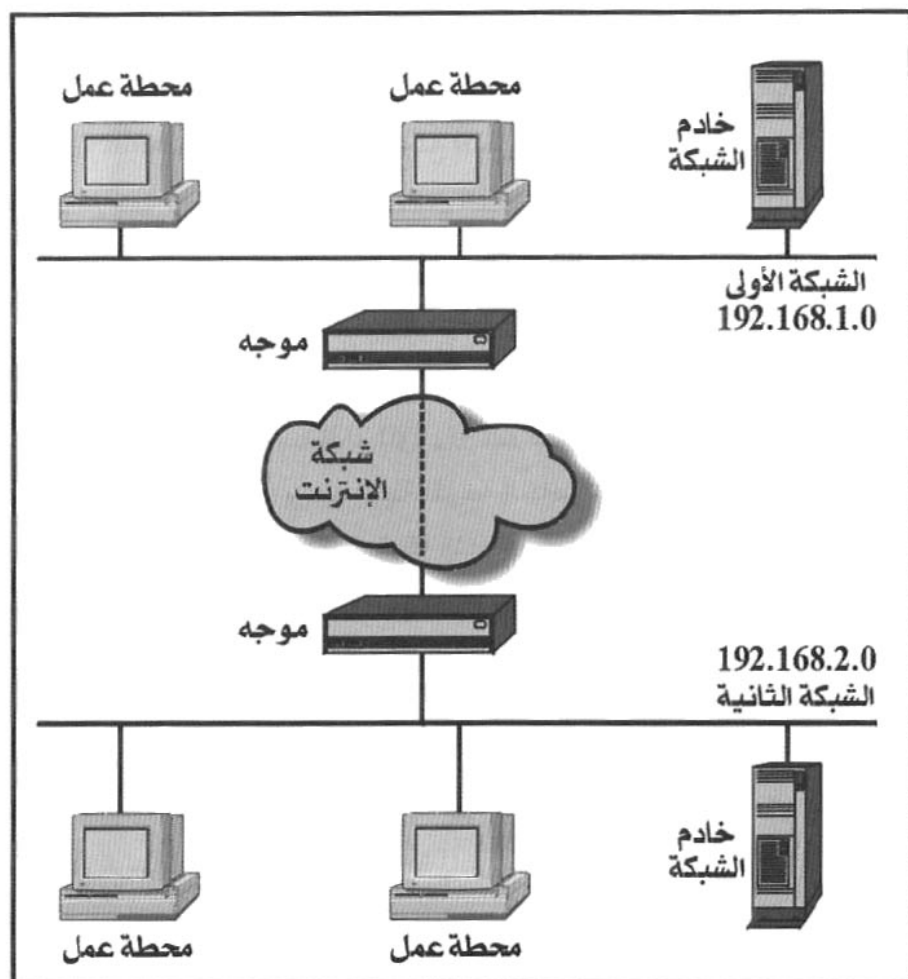 محطة عمل
محطة عمل
خادم
الشبكة
الشبكة الأولى
192.168.1.0
موجه
شبكة
الإنترنت
موجه
192.168.2.0
الشبكة الثانية
خادم
الشبكة
محطة عمل
محطة عمل